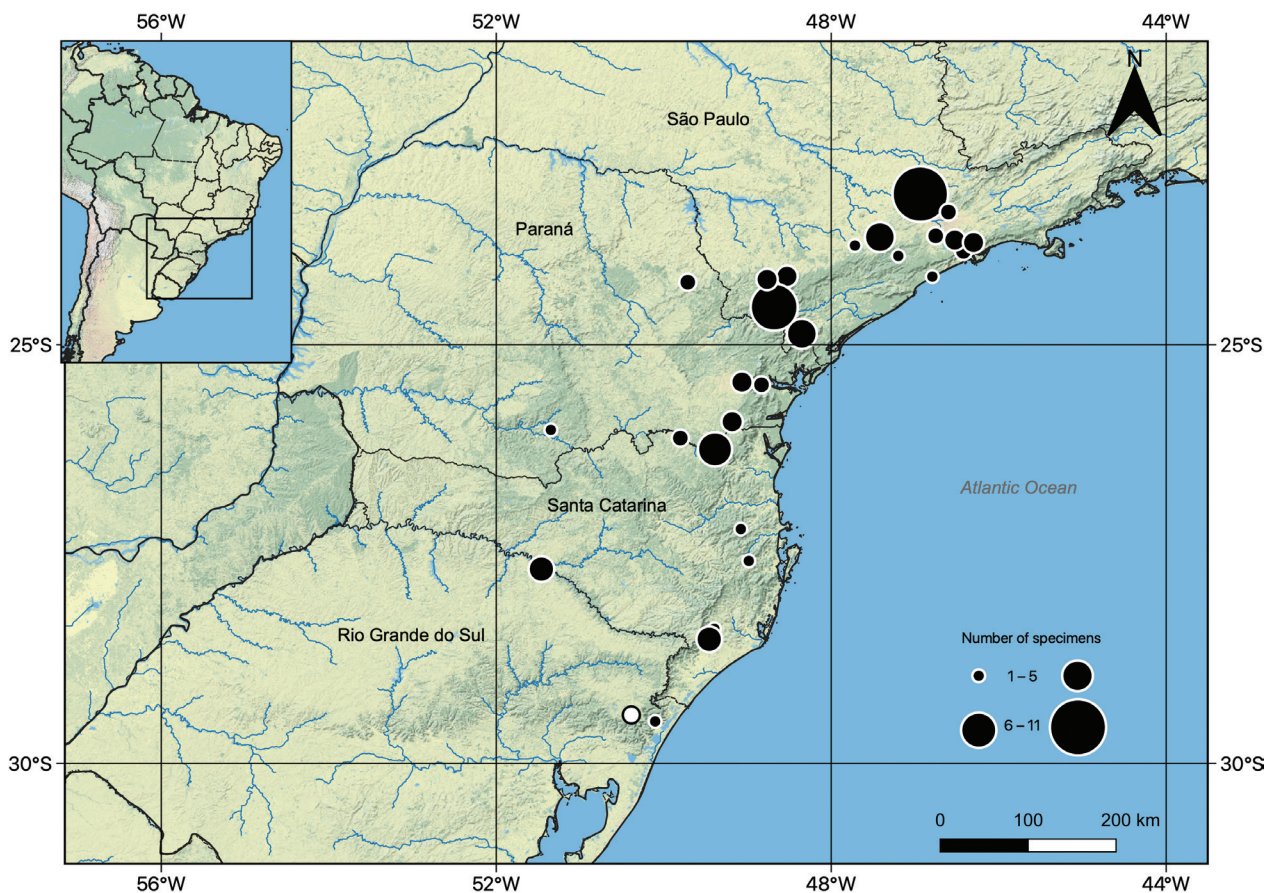 56°W 52°W 48°W 44°W
N
São Paulo
Paraná
25°S 25°S
Atlantic Ocean
Santa Catarina
Rio Grande do Sul
Number of specimens
1 – 5
6 – 11
30°S 30°S
0 100 200 km
56°W 52°W 48°W 44°W